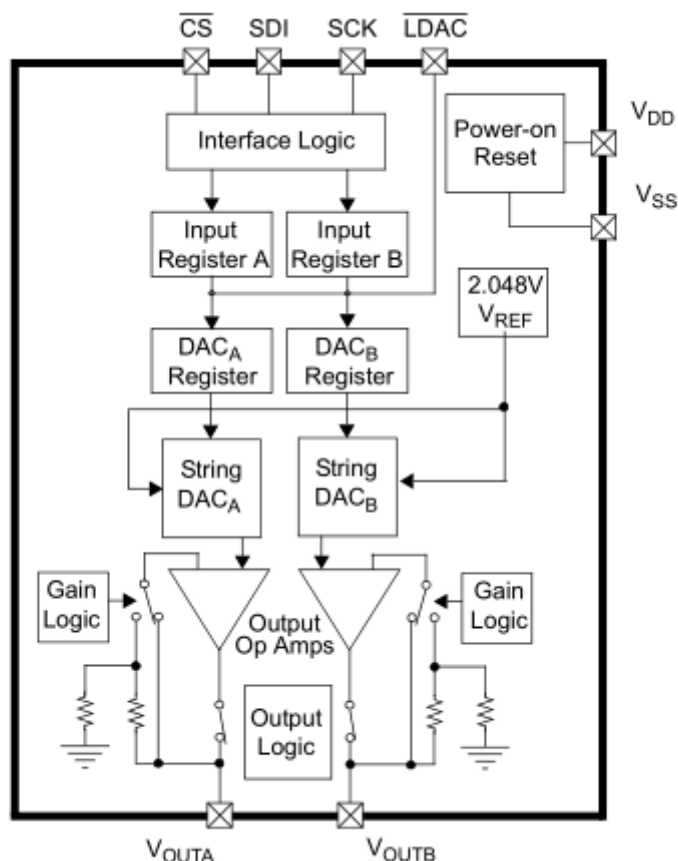 CS SDI SCK LDAC
Interface Logic
Power-on
Reset
VDD
VSS
Input
Register A
Input
Register B
2.048V
VREF
DACA
Register
DACB
Register
String
DACA
String
DACB
Gain
Logic
Output
Op Amps
Gain
Logic
Output
Logic
VOUTA
VOUTB